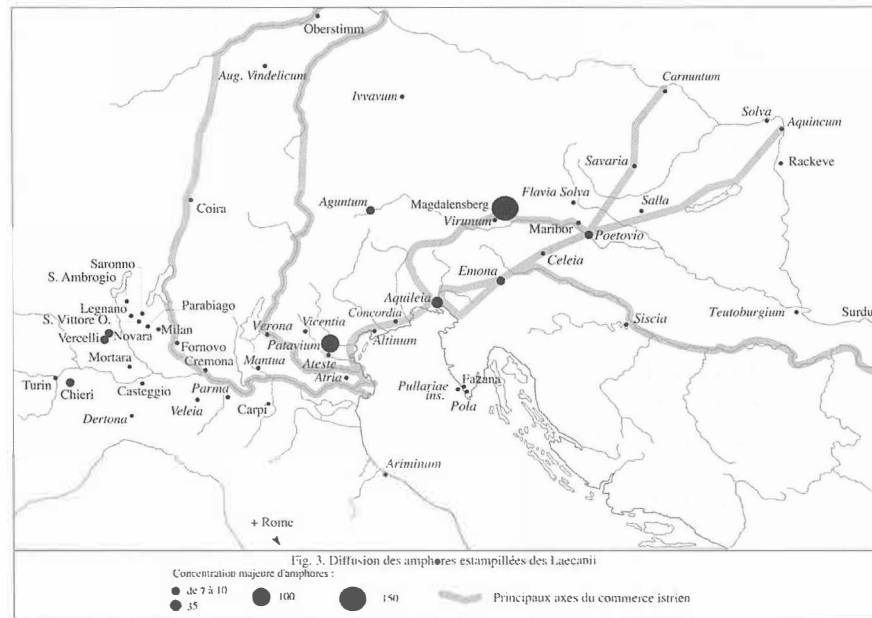 Oberstimm
Aug. Vindelicum
Ivvavum
Carnuntum
Solva
Aquincum
Rackeve
Savaria
Coira
Aguntum
Magdalensberg
Virunum
Flavia Solva
Salla
Maribor
Poetovio
Celeia
Emona
Saronno
S. Ambrogio
Legnano
Parabiago
S. Vittore O.
Vercelli
Novara
Milan
Mortara
Fornovo
Cremona
Verona
Vicentia
Concordia
Aquileia
Altinum
Patavium
Ateste
Mantua
Atria
Siscia
Teutoburgium
Surdu
Turin
Chieri
Casteggio
Parma
Veleia
Carpi
Dertona
Pullariae
ins.
Fazana
Pola
Ariminum
+ Rome
Fig. 3. Diffusion des amphores estampillées des Laecanii
Concentration majeure d'amphores :
de 7 à 10
35
100
150
Principaux axes du commerce istrien